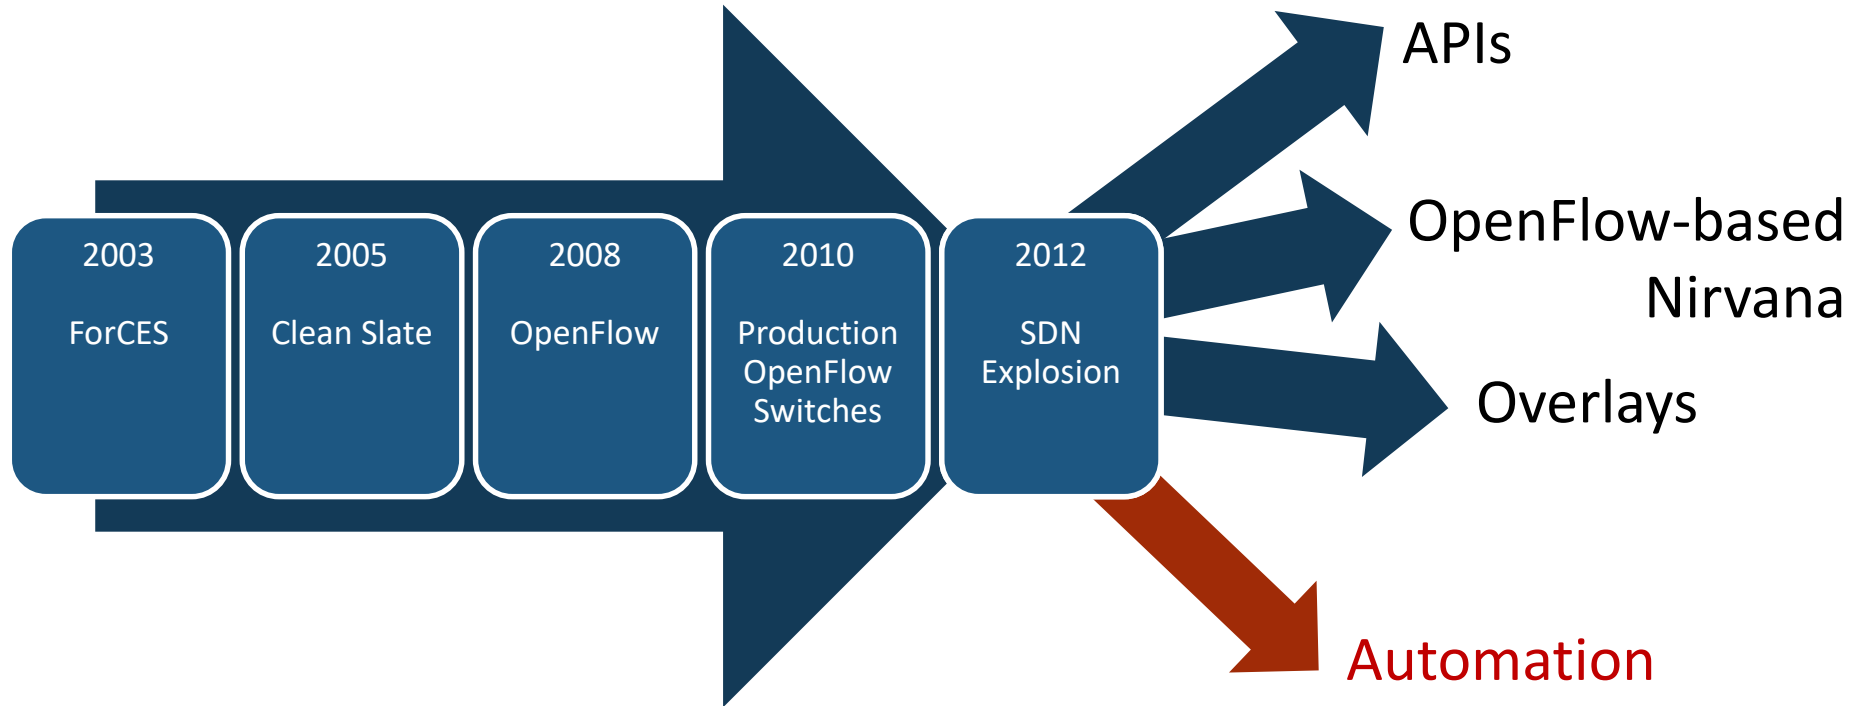 2003
ForCES
2005
Clean Slate
2008
OpenFlow
2010
Production
OpenFlow
Switches
2012
SDN
Explosion
APIs
OpenFlow-based
Nirvana
Overlays
Automation